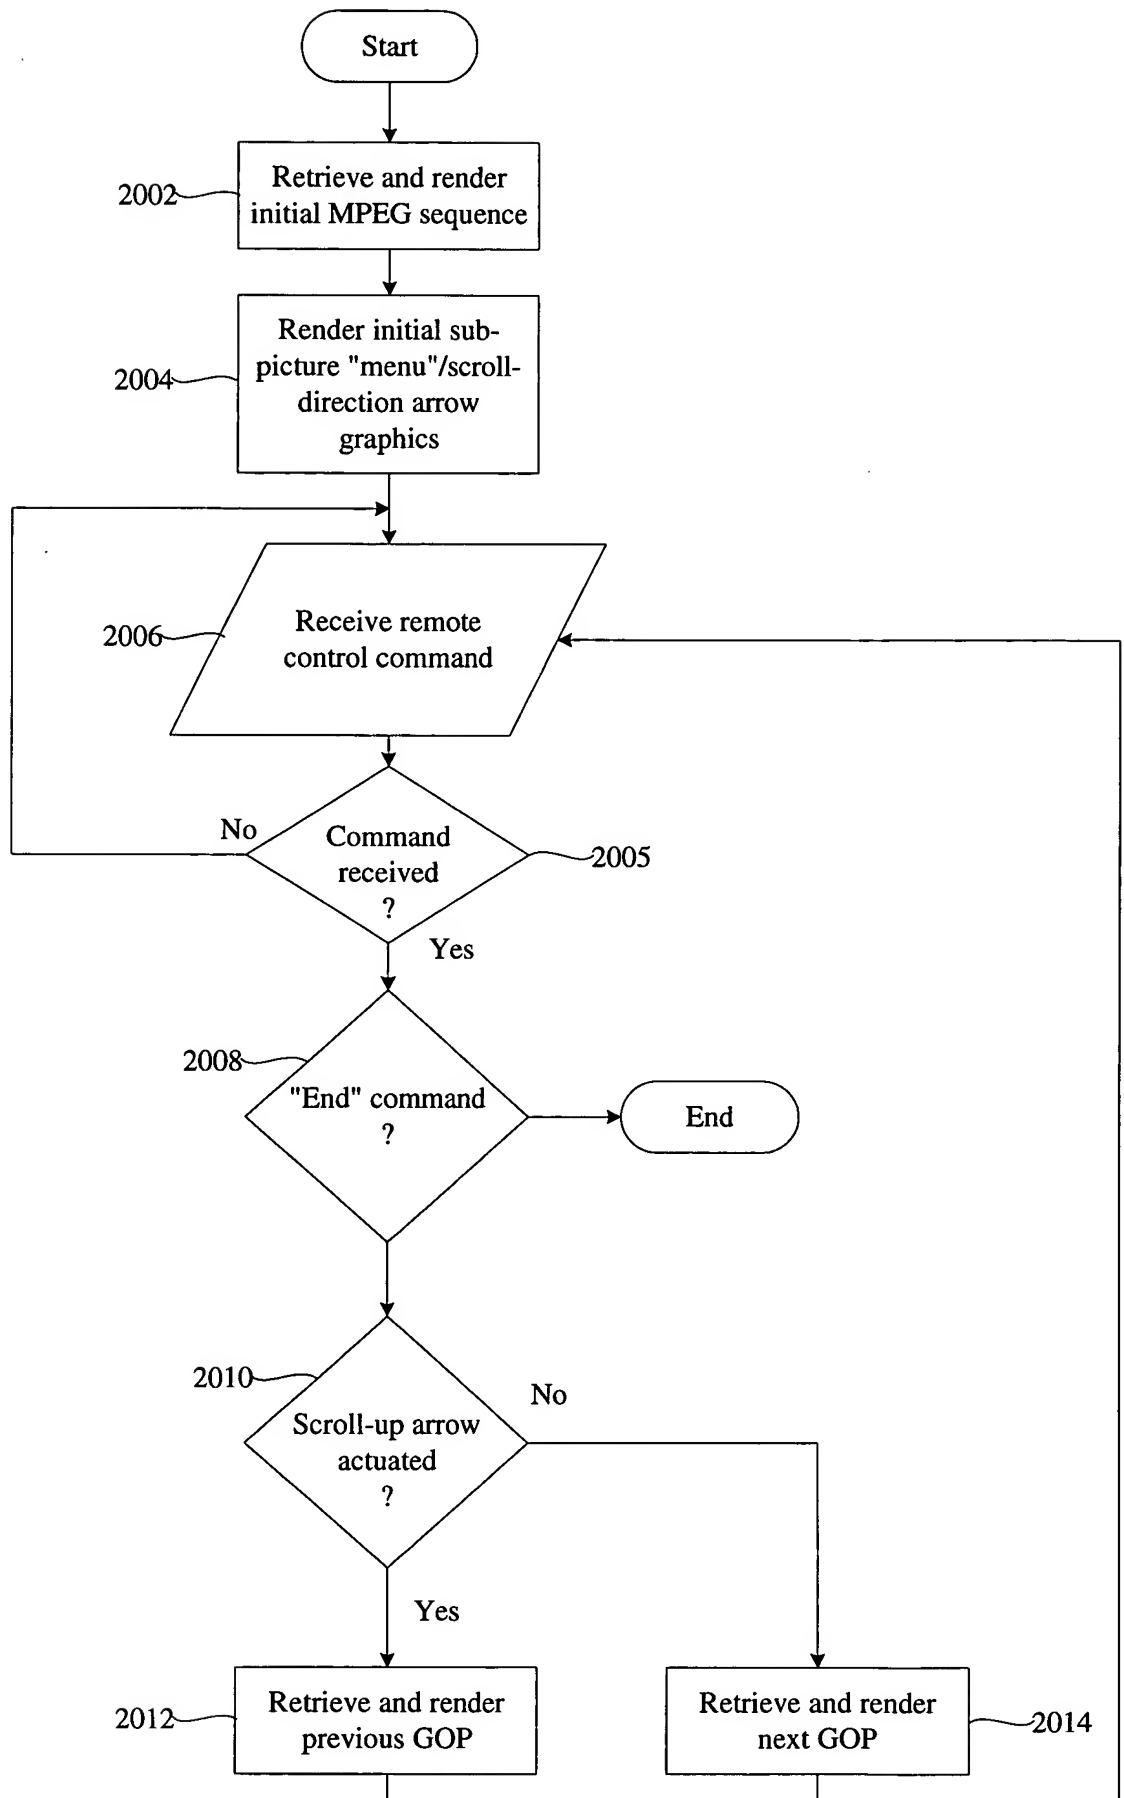 Start
2002
Retrieve and render
initial MPEG sequence
2004
Render initial sub-
picture "menu"/scroll-
direction arrow
graphics
2006
Receive remote
control command
No
Command
received
?
2005
Yes
2008
"End" command
?
End
2010
No
Scroll-up arrow
actuated
?
Yes
2012
Retrieve and render
previous GOP
Retrieve and render
next GOP
2014